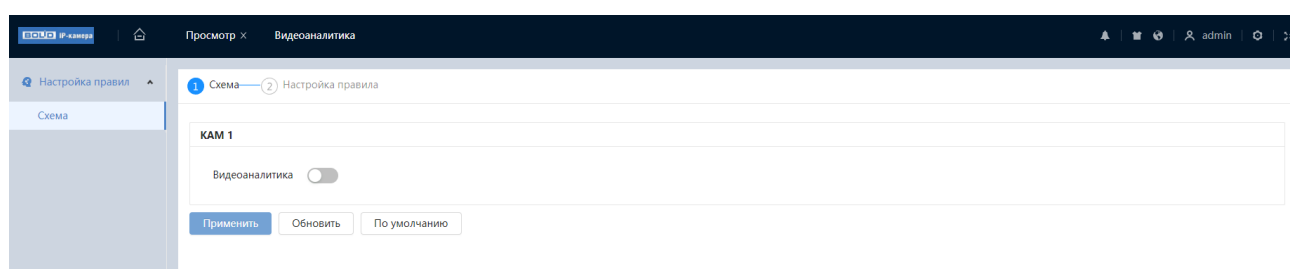 BOLID IP-камера Просмотр × Видеоаналитика admin
Настройка правил
1 Схема 2 Настройка правила
Схема
КАМ 1
Видеоаналитика
Применить Обновить По умолчанию